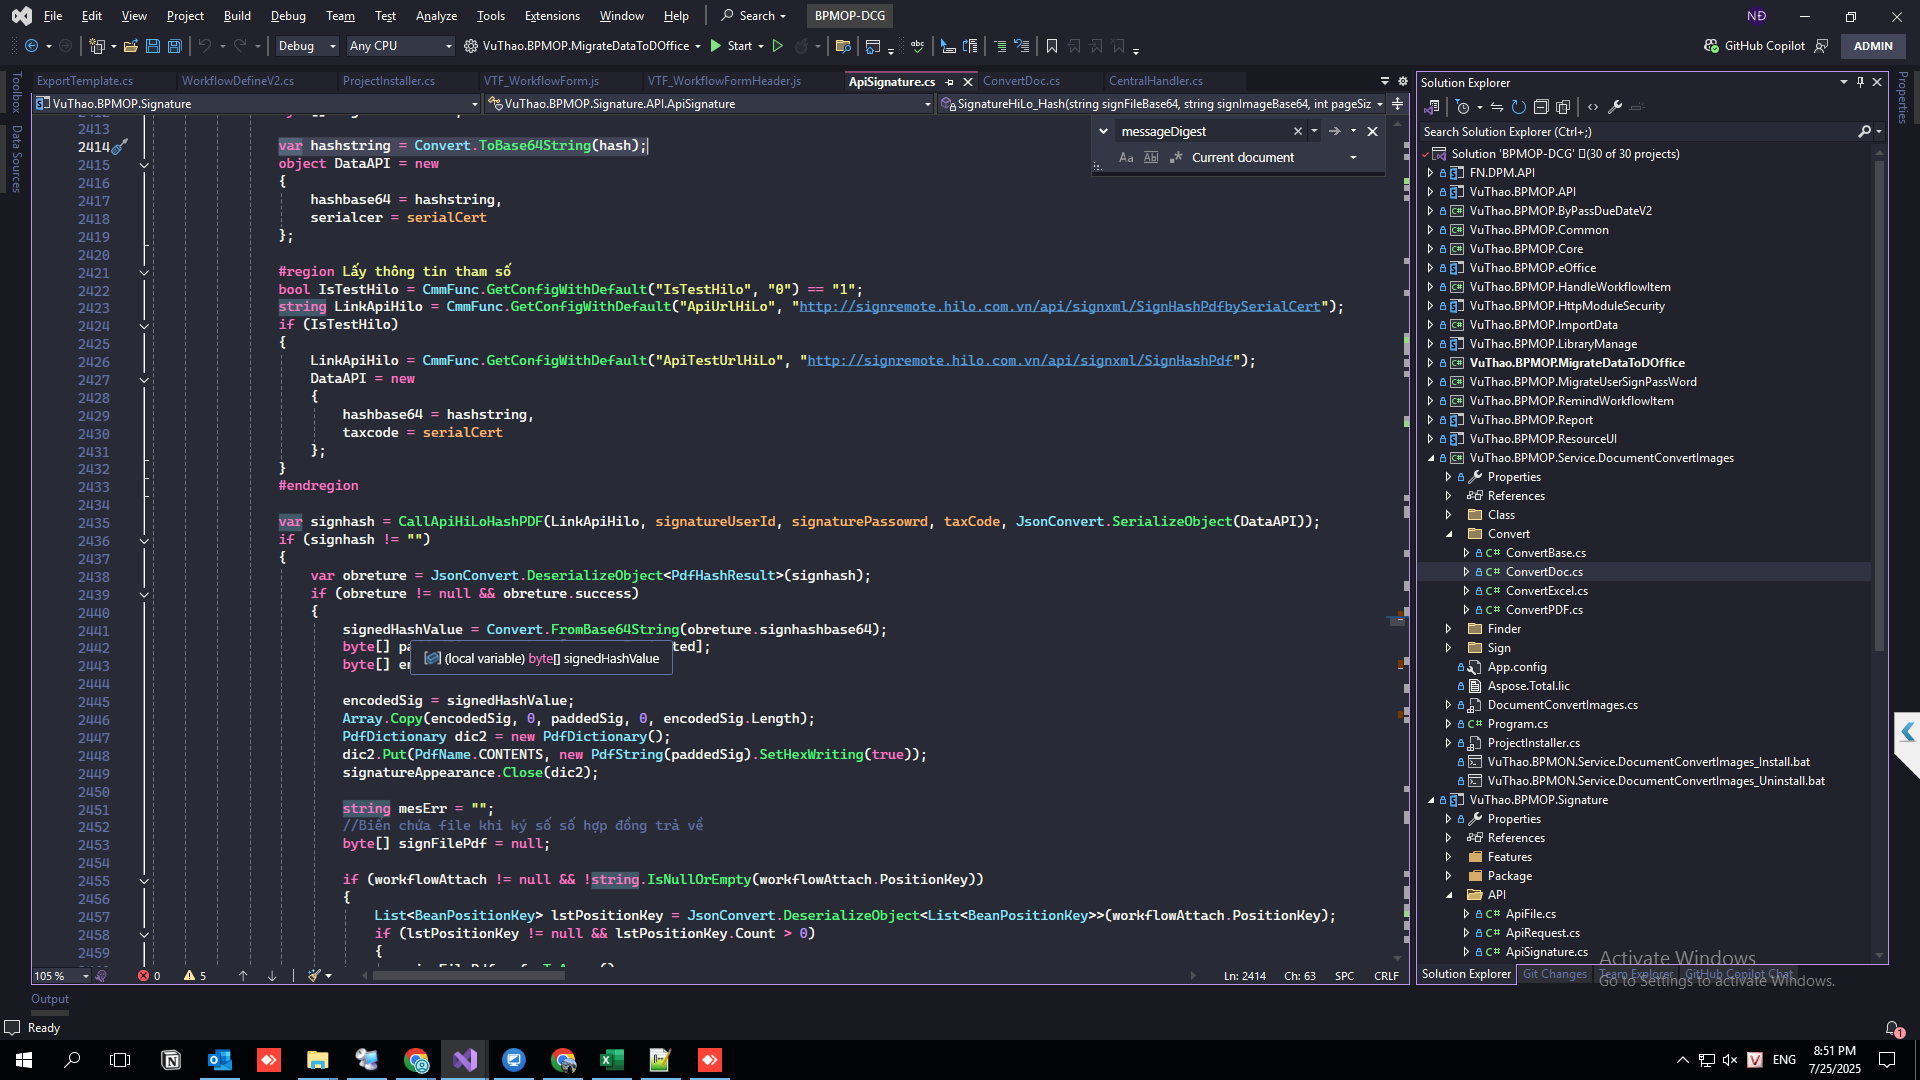 File Edit View Project Build Debug Team Test Analyze Tools Extensions Window Help Search BPMOP-DCG NĐ
Debug Any CPU VuThao.BPMOP.MigrateDataToDOffice Start GitHub Copilot ADMIN
ExportTemplate.cs WorkflowDefineV2.cs ProjectInstaller.cs VTF_WorkflowForm.js VTF_WorkflowFormHeader.js ApiSignature.cs ConvertDoc.cs CentralHandler.cs
VuThao.BPMOP.Signature VuThao.BPMOP.Signature.API.ApiSignature SignatureHiLo_Hash(string signFileBase64, string signImageBase64, int pageSiz
Toolbox
Data Sources
messageDigest
Aa Ab Current document
2413
2414 var hashstring = Convert.ToBase64String(hash);
2415 object DataAPI = new
2416 {
2417 hashbase64 = hashstring,
2418 serialcer = serialCert
2419 };
2420
2421 #region Lấy thông tin tham số
2422 bool IsTestHilo = CmmFunc.GetConfigWithDefault("IsTestHilo", "0") == "1";
2423 string LinkApiHilo = CmmFunc.GetConfigWithDefault("ApiUrlHiLo", "http://signremote.hilo.com.vn/api/signxml/SignHashPdfbySerialCert");
2424 if (IsTestHilo)
2425 {
2426 LinkApiHilo = CmmFunc.GetConfigWithDefault("ApiTestUrlHiLo", "http://signremote.hilo.com.vn/api/signxml/SignHashPdf");
2427 DataAPI = new
2428 {
2429 hashbase64 = hashstring,
2430 taxcode = serialCert
2431 };
2432 }
2433 #endregion
2434
2435 var signhash = CallApiHiLoHashPDF(LinkApiHilo, signatureUserId, signaturePassowrd, taxCode, JsonConvert.SerializeObject(DataAPI));
2436 if (signhash != "")
2437 {
2438 var obreture = JsonConvert.DeserializeObject<PdfHashResult>(signhash);
2439 if (obreture != null && obreture.success)
2440 {
2441 signedHashValue = Convert.FromBase64String(obreture.signhashbase64);
2442 byte[] pa ted];
2443 byte[] en
(local variable) byte[] signedHashValue
2444
2445 encodedSig = signedHashValue;
2446 Array.Copy(encodedSig, 0, paddedSig, 0, encodedSig.Length);
2447 PdfDictionary dic2 = new PdfDictionary();
2448 dic2.Put(PdfName.CONTENTS, new PdfString(paddedSig).SetHexWriting(true));
2449 signatureAppearance.Close(dic2);
2450
2451 string mesErr = "";
2452 //Biến chứa file khi ký số số hợp đồng trả về
2453 byte[] signFilePdf = null;
2454
2455 if (workflowAttach != null && !string.IsNullOrEmpty(workflowAttach.PositionKey))
2456 {
2457 List<BeanPositionKey> lstPositionKey = JsonConvert.DeserializeObject<List<BeanPositionKey>>(workflowAttach.PositionKey);
2458 if (lstPositionKey != null && lstPositionKey.Count > 0)
2459 {
105 % 0 5 Ln: 2414 Ch: 63 SPC CRLF
Solution Explorer
Search Solution Explorer (Ctrl+;)
Solution 'BPMOP-DCG' (30 of 30 projects)
FN.DPM.API
VuThao.BPMOP.API
VuThao.BPMOP.ByPassDueDateV2
VuThao.BPMOP.Common
VuThao.BPMOP.Core
VuThao.BPMOP.eOffice
VuThao.BPMOP.HandleWorkflowItem
VuThao.BPMOP.HttpModuleSecurity
VuThao.BPMOP.ImportData
VuThao.BPMOP.LibraryManage
VuThao.BPMOP.MigrateDataToDOffice
VuThao.BPMOP.MigrateUserSignPassWord
VuThao.BPMOP.RemindWorkflowItem
VuThao.BPMOP.Report
VuThao.BPMOP.ResourceUI
VuThao.BPMOP.Service.DocumentConvertImages
Properties
References
Class
Convert
C# ConvertBase.cs
C# ConvertDoc.cs
C# ConvertExcel.cs
C# ConvertPDF.cs
Finder
Sign
App.config
Aspose.Total.lic
DocumentConvertImages.cs
C# Program.cs
ProjectInstaller.cs
VuThao.BPMON.Service.DocumentConvertImages_Install.bat
VuThao.BPMON.Service.DocumentConvertImages_Uninstall.bat
VuThao.BPMOP.Signature
Properties
References
Features
Package
API
C# ApiFile.cs
C# ApiRequest.cs
C# ApiSignature.cs
Solution Explorer Git Changes Team Explorer GitHub Copilot Chat
Properties
Activate Windows
Go to Settings to activate Windows.
Output
Ready
1
ENG
8:51 PM
7/25/2025